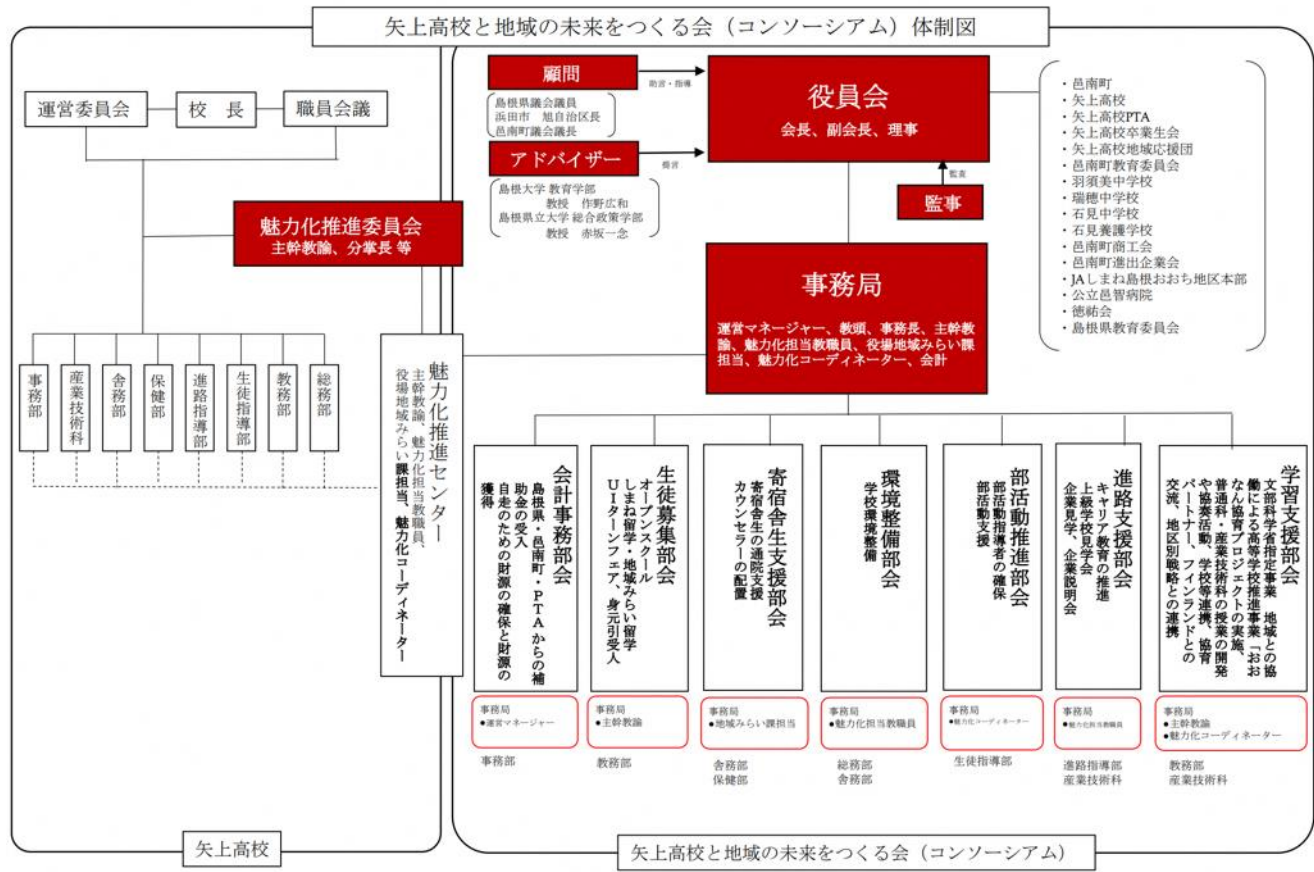 矢上高校と地域の未来をつくる会（コンソーシアム）体制図
運営委員会
校　長
職員会議
魅力化推進委員会
主幹教諭、分掌長 等
事務部
産業技術科
舎務部
保健部
進路指導部
生徒指導部
教務部
総務部
魅力化推進センター
主幹教諭、魅力化担当教職員、
役場地域みらい課担当、魅力化コーディネーター
矢上高校
顧問
島根県議会議員
浜田市　旭自治区長
邑南町議会議長
助言・指導
アドバイザー
島根大学 教育学部
教授　作野広和
島根県立大学 総合政策学部
教授　赤坂一念
提言
役員会
会長、副会長、理事
監査
監事
・邑南町
・矢上高校
・矢上高校PTA
・矢上高校卒業生会
・矢上高校地域応援団
・邑南町教育委員会
・羽須美中学校
・瑞穂中学校
・石見中学校
・石見養護学校
・邑南町商工会
・邑南町進出企業会
・JAしまね島根おおち地区本部
・公立邑智病院
・徳祐会
・島根県教育委員会
事務局
運営マネージャー、教頭、事務長、主幹教
諭、魅力化担当教職員、役場地域みらい課
担当、魅力化コーディネーター、会計
会計事務部会
島根県・邑南町・PTAからの補
助金の受入
自走のための財源の確保と財源の
獲得
事務局
●運営マネージャー
事務部
生徒募集部会
オープンスクール
しまね留学・地域みらい留学
UIターンフェア、身元引受人
事務局
●主幹教諭
教務部
寄宿舎生支援部会
寄宿舎生の通院支援
カウンセラーの配置
事務局
●地域みらい課担当
舎務部
保健部
環境整備部会
学校環境整備
事務局
●魅力化担当教職員
総務部
舎務部
部活動推進部会
部活動指導者の確保
部活動支援
事務局
●魅力化コーディネーター
生徒指導部
進路支援部会
キャリア教育の推進
上級学校見学会
企業見学、企業説明会
事務局
●魅力化担当教職員
進路指導部
産業技術科
学習支援部会
文部科学省指定事業　地域との協
働による高等学校推進事業「おお
なん協育プロジェクトの実施、
普通科・産業技術科の授業の開発
や協奏活動、学校等連携、協育
パートナー、フィンランドとの
交流、地区別戦略との連携
事務局
●主幹教諭
●魅力化コーディネーター
教務部
産業技術科
矢上高校と地域の未来をつくる会（コンソーシアム）